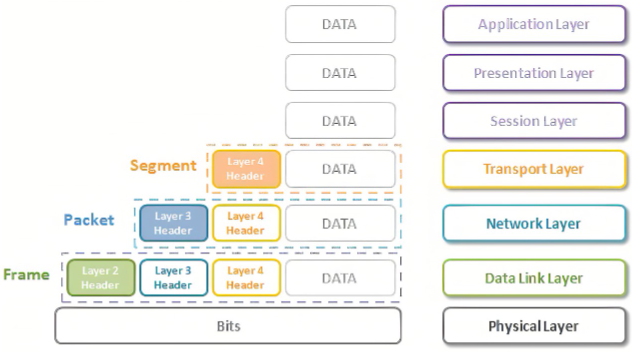 DATA Application Layer
DATA Presentation Layer
DATA Session Layer
Segment Layer 4 Header DATA Transport Layer
Packet Layer 3 Header Layer 4 Header DATA Network Layer
Frame Layer 2 Header Layer 3 Header Layer 4 Header DATA Data Link Layer
Bits Physical Layer